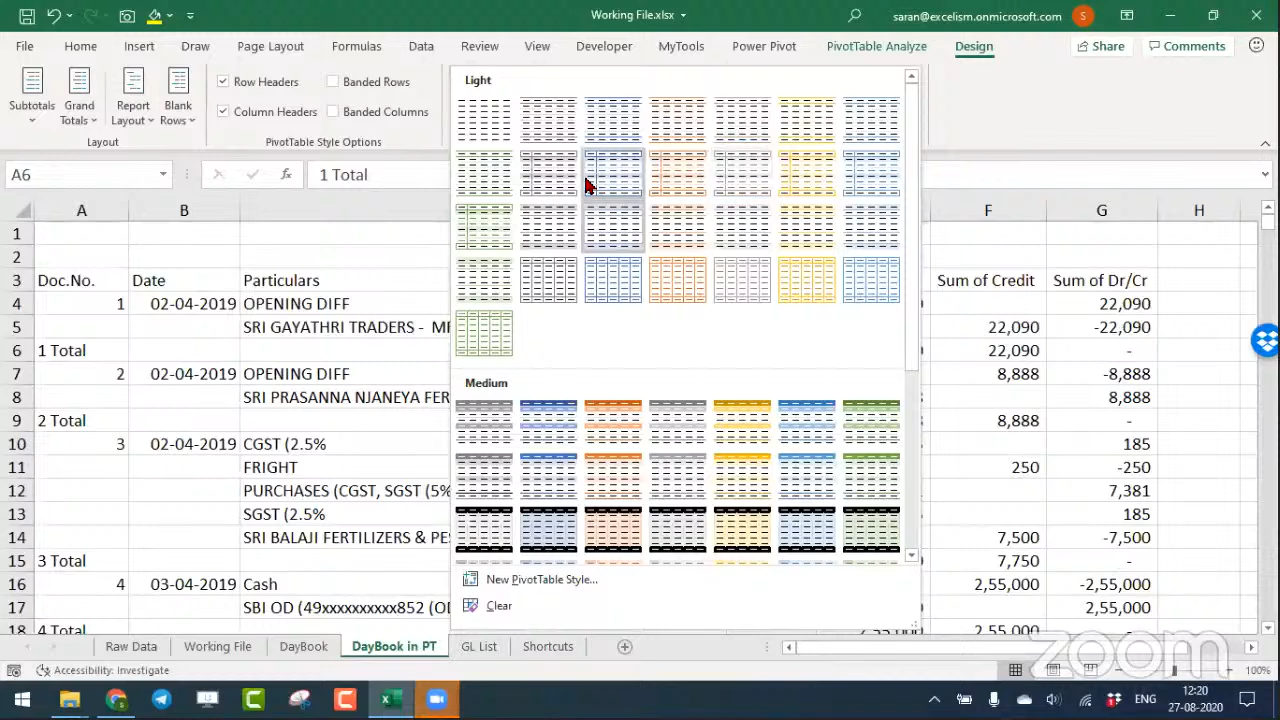 Working File.xlsx
saran@excelism.onmicrosoft.com
S
File Home Insert Draw Page Layout Formulas Data Review View Developer MyTools Power Pivot PivotTable Analyze Design Share Comments
Subtotals Grand Totals Report Layout Blank Rows
Row Headers Banded Rows
Column Headers Banded Columns
Layout PivotTable Style Options
Light
A6 1 Total
A B F G H
1
2
3 Doc.No. Date Particulars Sum of Credit Sum of Dr/Cr
4 1 02-04-2019 OPENING DIFF 22,090
5 SRI GAYATHRI TRADERS - 22,090 -22,090
6 1 Total 22,090 -
7 2 02-04-2019 OPENING DIFF 8,888 -8,888
8 SRI PRASANNA NJANEYA FER 8,888
9 2 Total 8,888 -
10 3 02-04-2019 CGST (2.5% 185
11 FRIGHT 250 -250
12 PURCHASES (CGST, SGST (5% 7,381
13 SGST (2.5% 185
14 SRI BALAJI FERTILIZERS & PES 7,500 -7,500
15 3 Total 7,750 -
16 4 03-04-2019 Cash 2,55,000 -2,55,000
17 SBI OD (49xxxxxxxxxx852 (OD 2,55,000
18 4 Total 2,55,000 -
Medium
New PivotTable Style...
Clear
Raw Data Working File DayBook DayBook in PT GL List Shortcuts
Accessibility: Investigate
100%
zoom
ENG
12:20
27-08-2020